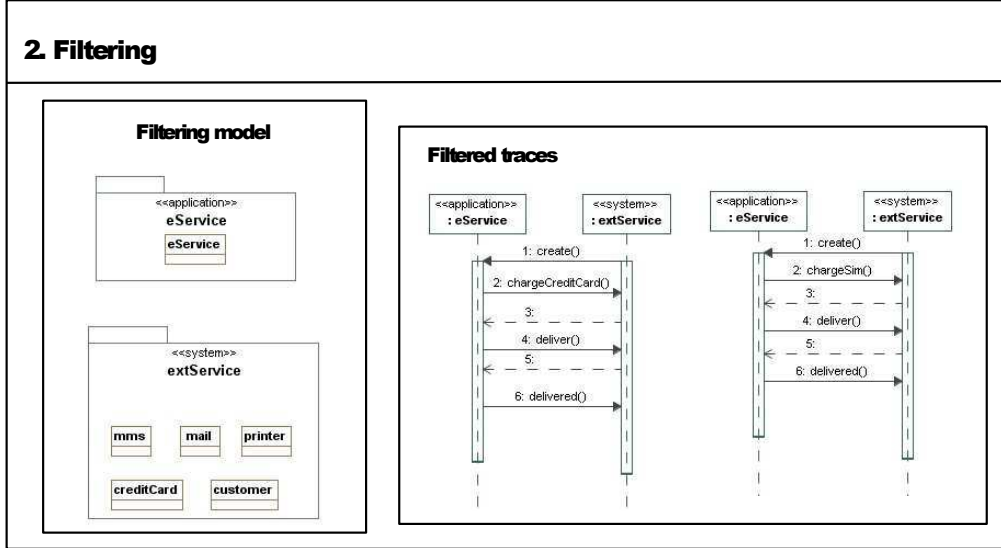 2. Filtering
Filtering model
<<application>>
eService
eService
<<system>>
extService
mms
mail
printer
creditCard
customer
Filtered traces
<<application>>
: eService
<<system>>
: extService
1: create()
2: chargeCreditCard()
3:
4: deliver()
5:
6: delivered()
<<application>>
: eService
<<system>>
: extService
1: create()
2: chargeSim()
3:
4: deliver()
5:
6: delivered()